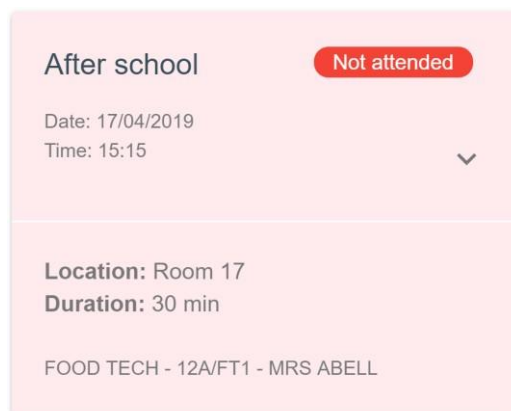 After school
Not attended
Date: 17/04/2019
Time: 15:15
Location: Room 17
Duration: 30 min
FOOD TECH - 12A/FT1 - MRS ABELL